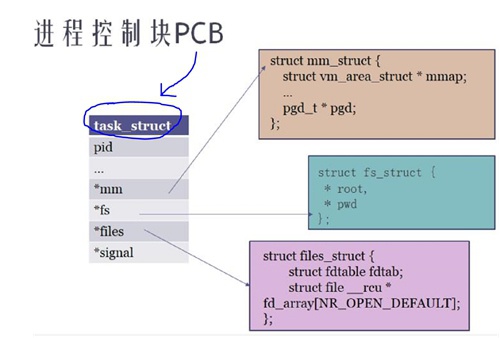 进程控制块PCB
task_struct
pid
...
*mm
*fs
*files
*signal
struct mm_struct {
struct vm_area_struct * mmap;
...
pgd_t * pgd;
};
struct fs_struct {
* root,
* pwd
};
struct files_struct {
struct fdtable fdtab;
struct file __rcu *
fd_array[NR_OPEN_DEFAULT];
};